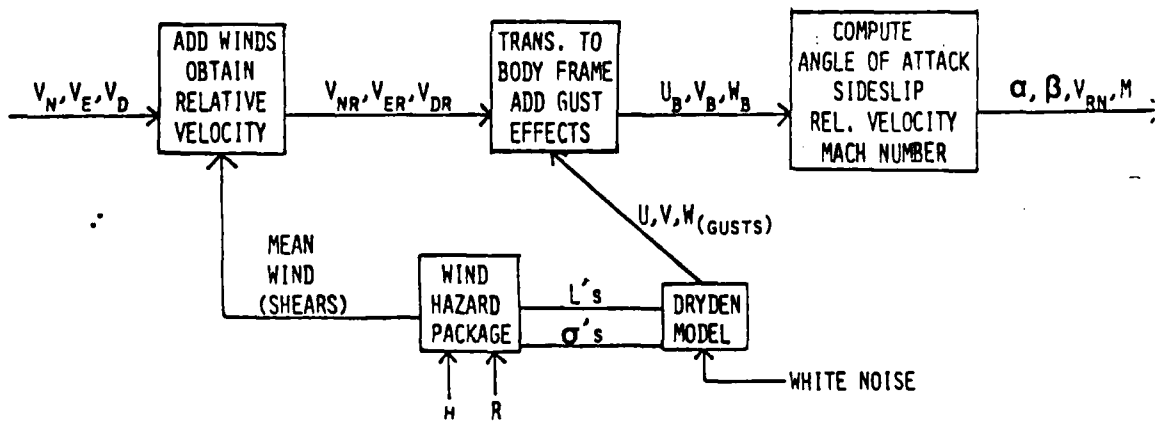 ADD WINDS
OBTAIN
RELATIVE
VELOCITY
TRANS. TO
BODY FRAME
ADD GUST
EFFECTS
COMPUTE
ANGLE OF ATTACK
SIDESLIP
REL. VELOCITY
MACH NUMBER
V_N, V_E, V_D
V_NR, V_ER, V_DR
U_B, V_B, W_B
α, β, V_RN, M
U, V, W (GUSTS)
MEAN
WIND
(SHEARS)
WIND
HAZARD
PACKAGE
L's
σ's
DRYDEN
MODEL
WHITE NOISE
H
R